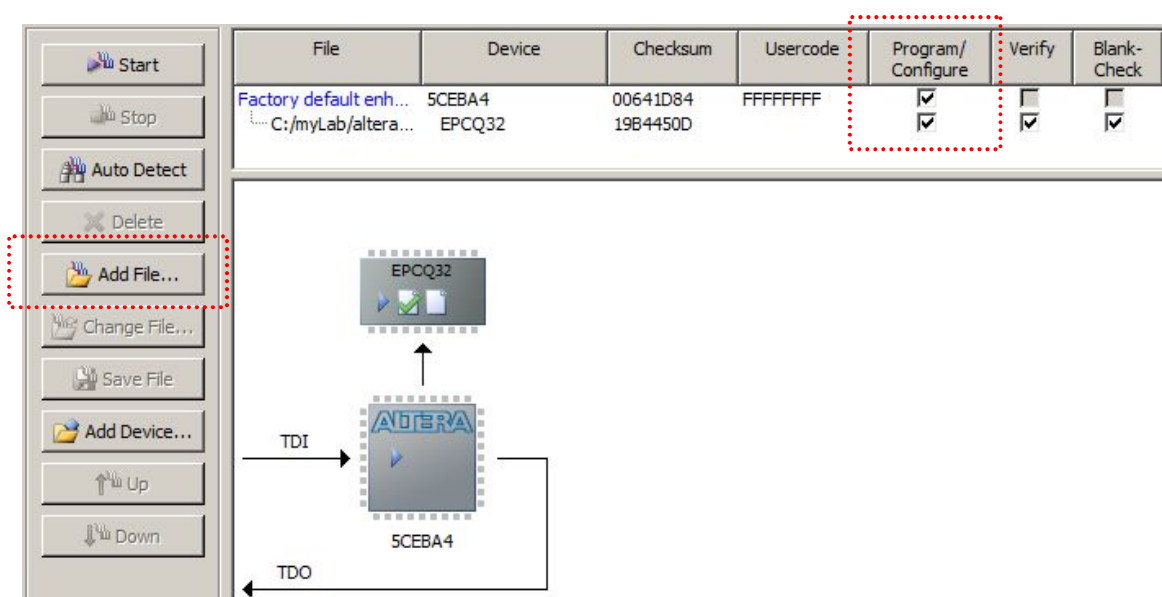 Start
Stop
Auto Detect
Delete
Add File...
Change File...
Save File
Add Device...
Up
Down
File Device Checksum Usercode Program/ Verify Blank-
Configure Check
Factory default enh... 5CEBA4 00641D84 FFFFFFFF
C:/myLab/altera... EPCQ32 19B4450D
EPCQ32
ALTERA
TDI
5CEBA4
TDO